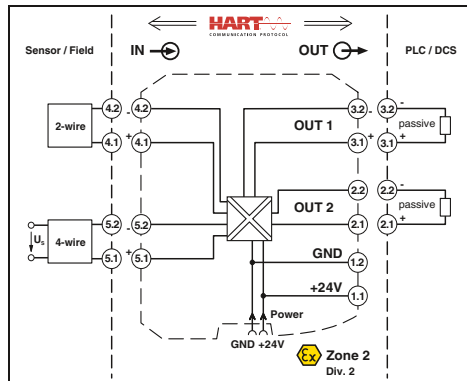 HART
COMMUNICATION PROTOCOL
Sensor / Field
IN
OUT
PLC / DCS
4.2 - 4.2
2-wire
4.1 + 4.1
3.2 - 3.2 -
OUT 1
passive
3.1 + 3.1 +
2.2 2.2 -
OUT 2
passive
2.1 2.1 +
5.2 - 5.2
Us 4-wire
5.1 + 5.1
GND 1.2
+24V 1.1
Power
GND +24V
Ex Zone 2
Div. 2